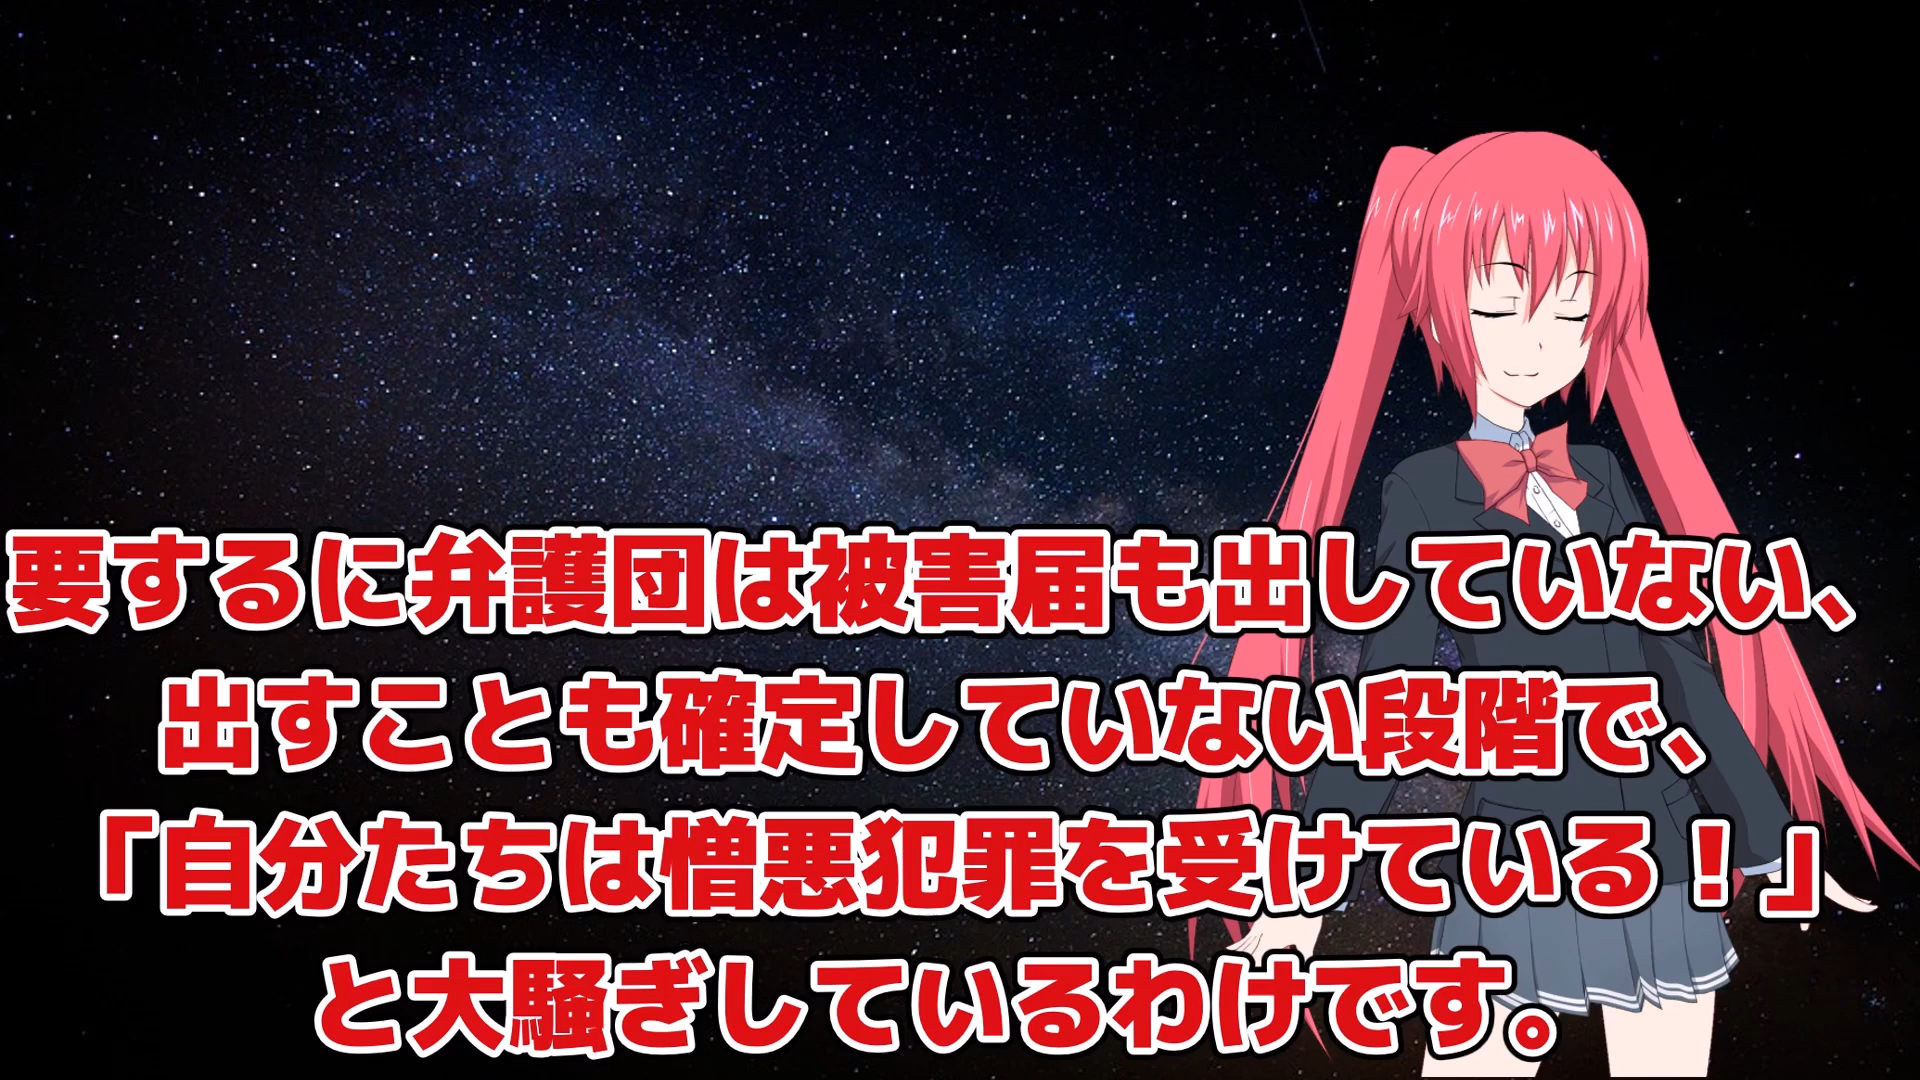 要するに弁護団は被害届も出していない、
出すことも確定していない段階で、
「自分たちは憎悪犯罪を受けている！」
と大騒ぎしているわけです。